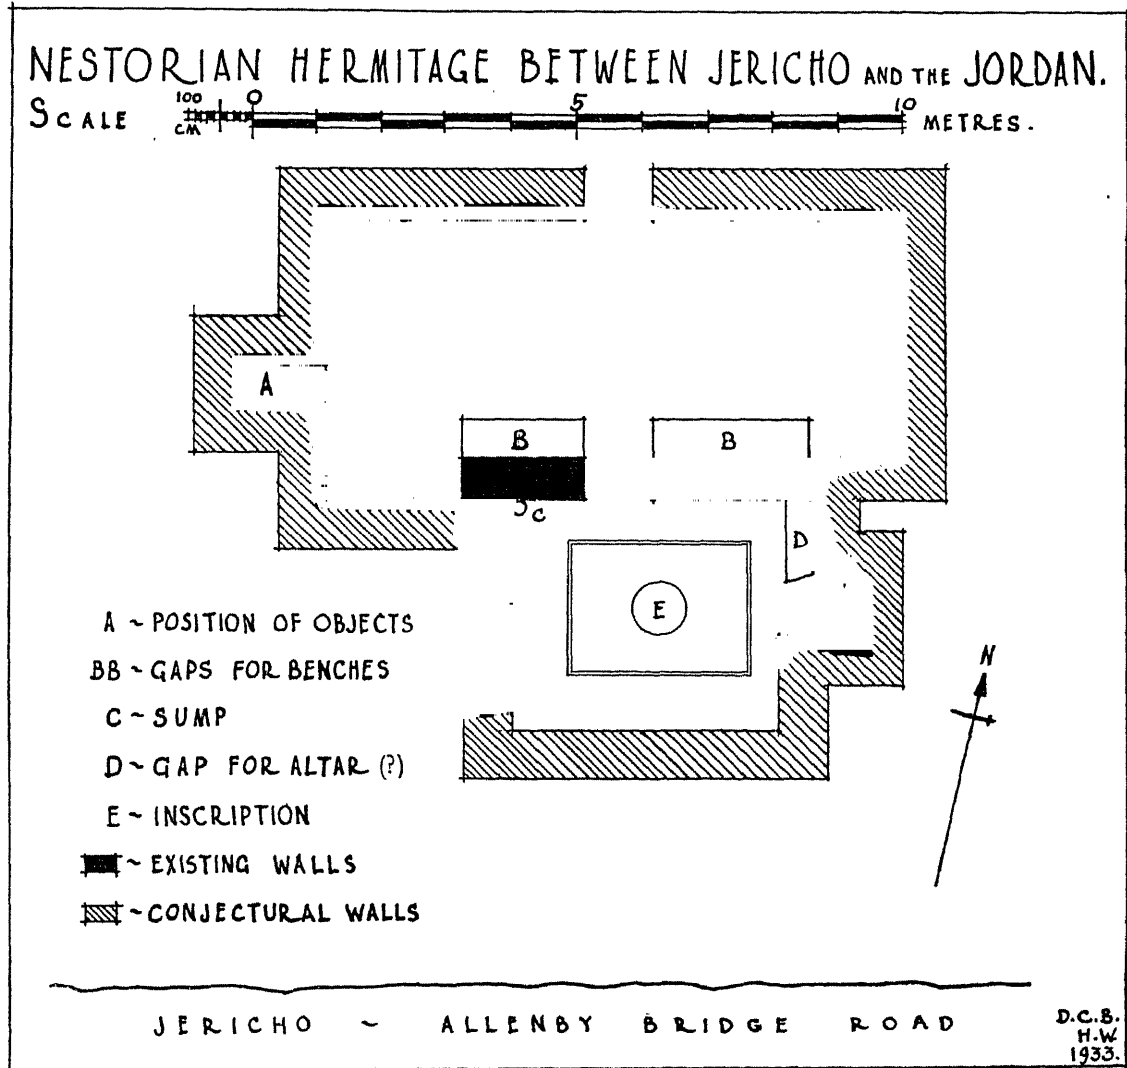 NESTORIAN HERMITAGE BETWEEN JERICHO AND THE JORDAN.
SCALE 100 CM 0 5 10 METRES.
A
B B
C
D
E
A ~ POSITION OF OBJECTS
BB ~ GAPS FOR BENCHES
C ~ SUMP
D ~ GAP FOR ALTAR (?)
E ~ INSCRIPTION
~ EXISTING WALLS
~ CONJECTURAL WALLS
N
JERICHO ~ ALLENBY BRIDGE ROAD
D.C.B.
H.W.
1933.